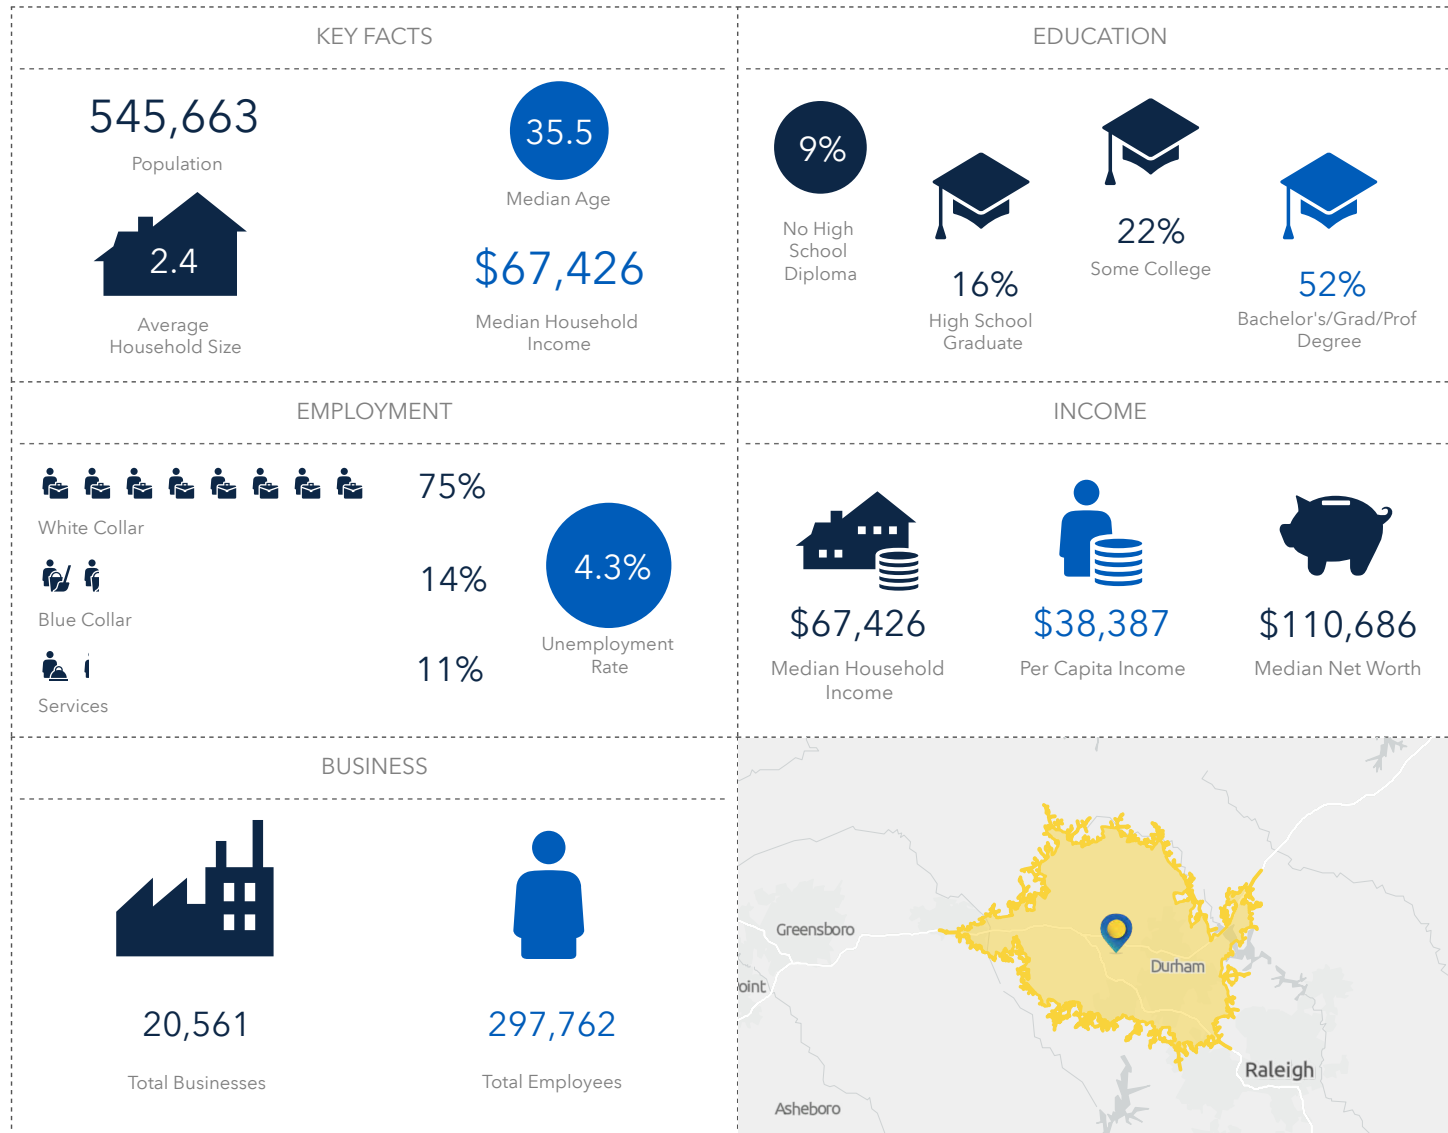 KEY FACTS
545,663
Population
35.5
Median Age
2.4
Average
Household Size
$67,426
Median Household
Income
EDUCATION
9%
No High
School
Diploma
16%
High School
Graduate
22%
Some College
52%
Bachelor's/Grad/Prof
Degree
EMPLOYMENT
75%
White Collar
14%
Blue Collar
11%
Services
4.3%
Unemployment
Rate
INCOME
$67,426
Median Household
Income
$38,387
Per Capita Income
$110,686
Median Net Worth
BUSINESS
20,561
Total Businesses
297,762
Total Employees
Greensboro
oint
Durham
Raleigh
Asheboro